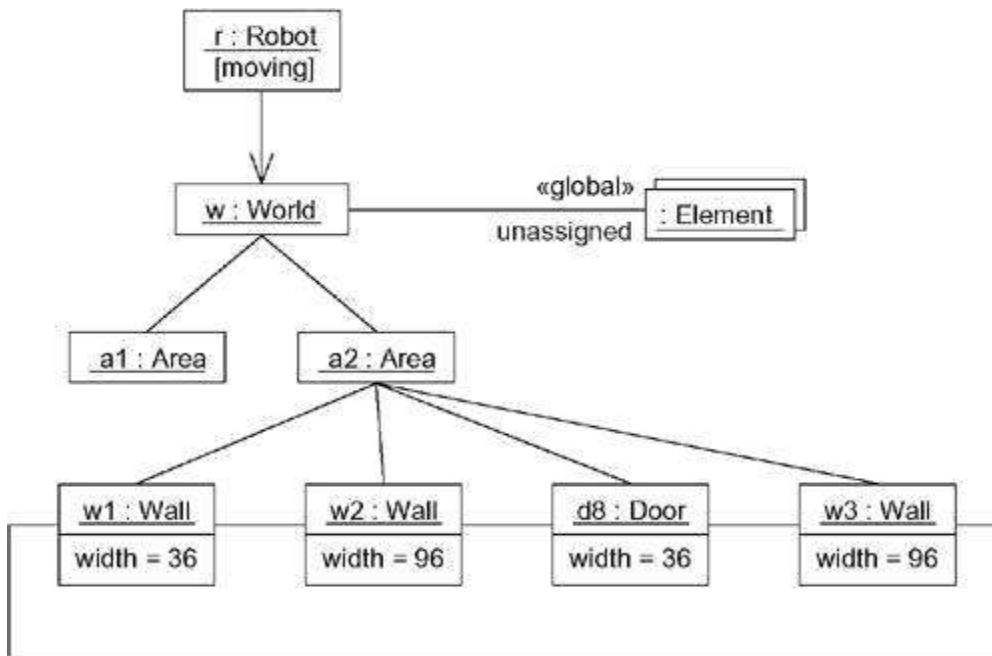 r : Robot
[moving]
«global»
w : World
: Element
unassigned
a1 : Area
a2 : Area
w1 : Wall
width = 36
w2 : Wall
width = 96
d8 : Door
width = 36
w3 : Wall
width = 96